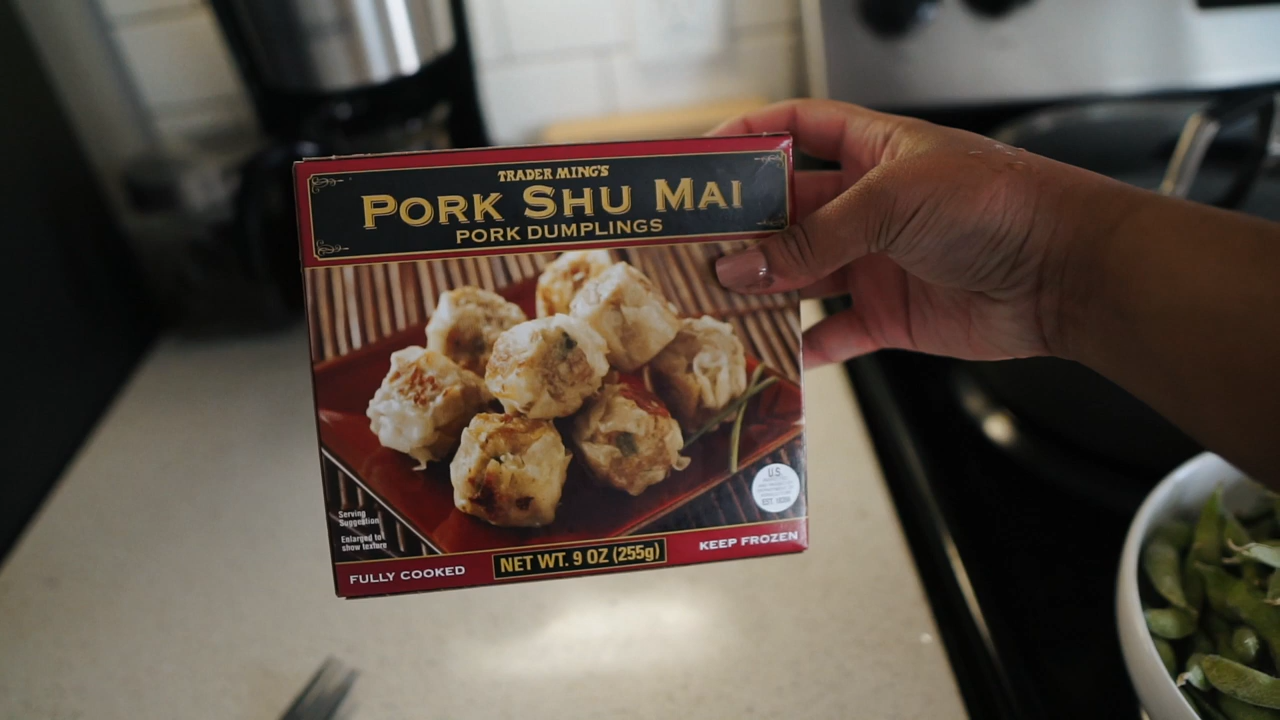 TRADER MING'S
PORK SHU MAI
PORK DUMPLINGS
Serving
Suggestion
Enlarged to
show texture
U.S.
EST.
FULLY COOKED
NET WT. 9 OZ (255g)
KEEP FROZEN